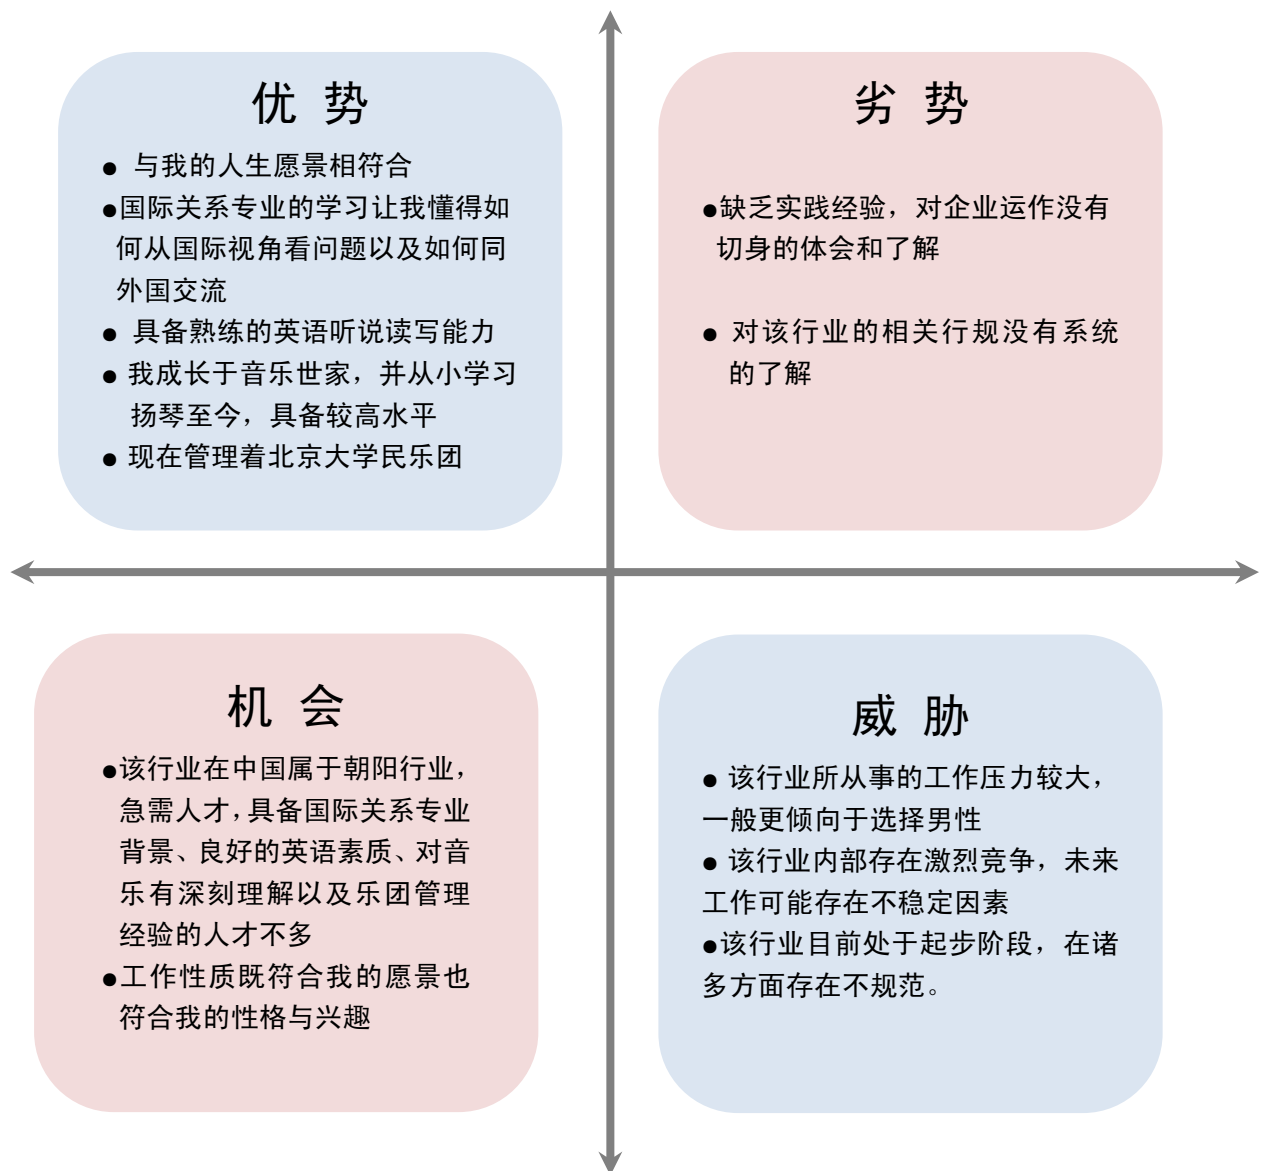 优 势
● 与我的人生愿景相符合
●国际关系专业的学习让我懂得如
何从国际视角看问题以及如何同
外国交流
● 具备熟练的英语听说读写能力
● 我成长于音乐世家，并从小学习
扬琴至今，具备较高水平
● 现在管理着北京大学民乐团
劣 势
●缺乏实践经验，对企业运作没有
切身的体会和了解
● 对该行业的相关行规没有系统
的了解
机 会
●该行业在中国属于朝阳行业，
急需人才，具备国际关系专业
背景、良好的英语素质、对音
乐有深刻理解以及乐团管理
经验的人才不多
●工作性质既符合我的愿景也
符合我的性格与兴趣
威 胁
● 该行业所从事的工作压力较大，
一般更倾向于选择男性
● 该行业内部存在激烈竞争，未来
工作可能存在不稳定因素
●该行业目前处于起步阶段，在诸
多方面存在不规范。